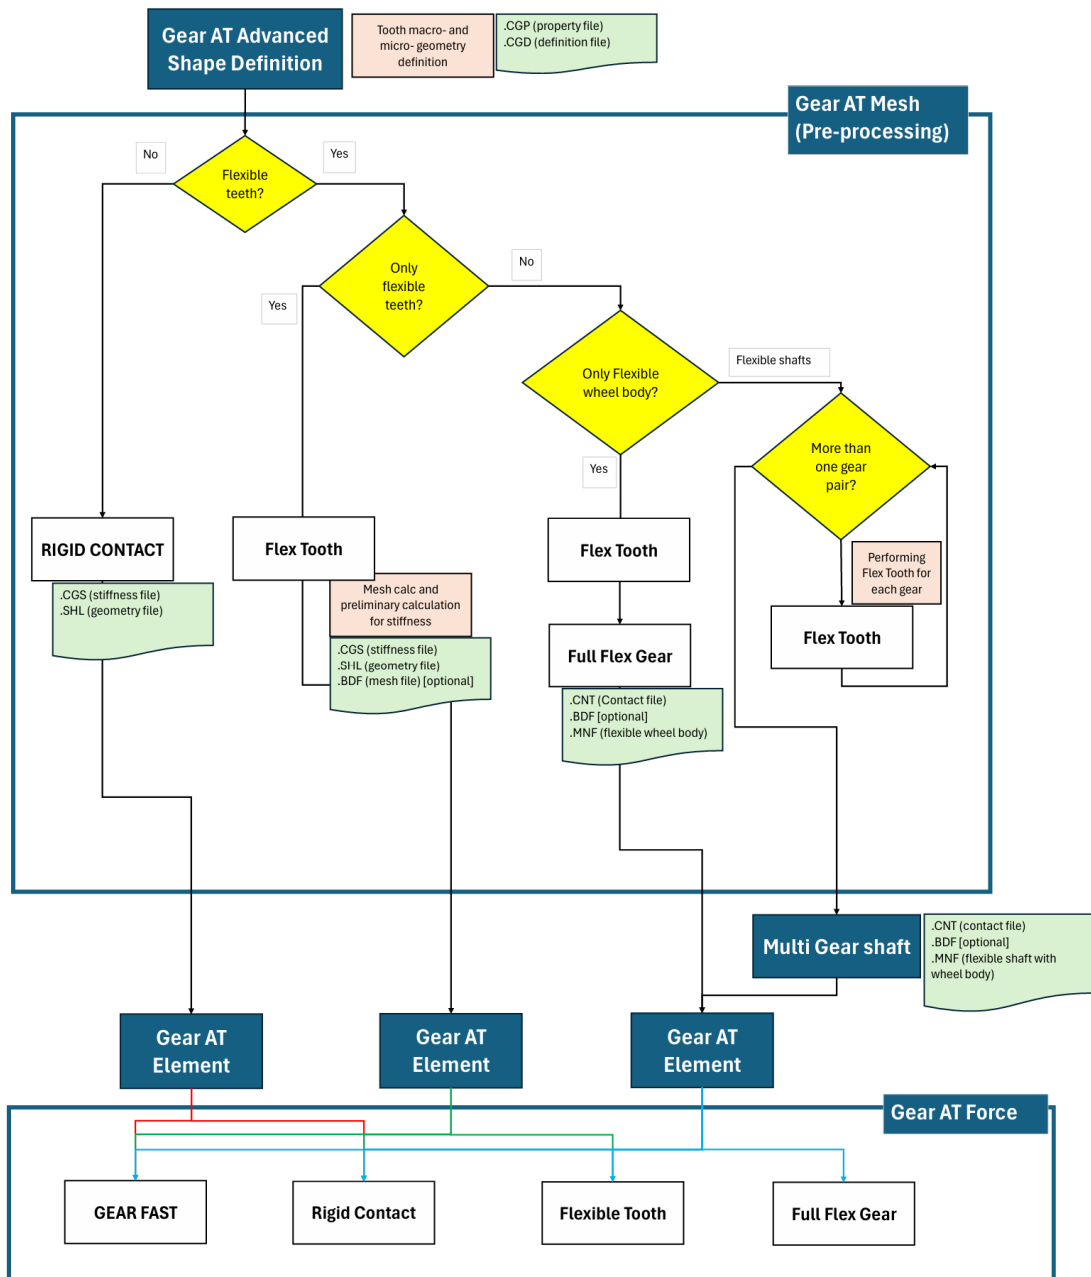 Gear AT Advanced
Shape Definition
Tooth macro- and
micro- geometry
definition
.CGP (property file)
.CGD (definition file)
Gear AT Mesh
(Pre-processing)
No
Yes
Flexible
teeth?
Only
flexible
teeth?
No
Yes
Only Flexible
wheel body?
Flexible shafts
Yes
More than
one gear
pair?
RIGID CONTACT
.CGS (stiffness file)
.SHL (geometry file)
Flex Tooth
Mesh calc and
preliminary calculation
for stiffness
.CGS (stiffness file)
.SHL (geometry file)
.BDF (mesh file) [optional]
Flex Tooth
Full Flex Gear
.CNT (Contact file)
.BDF [optional]
.MNF (flexible wheel body)
Performing
Flex Tooth for
each gear
Flex Tooth
Multi Gear shaft
.CNT (contact file)
.BDF [optional]
.MNF (flexible shaft with
wheel body)
Gear AT
Element
Gear AT
Element
Gear AT
Element
Gear AT Force
GEAR FAST
Rigid Contact
Flexible Tooth
Full Flex Gear